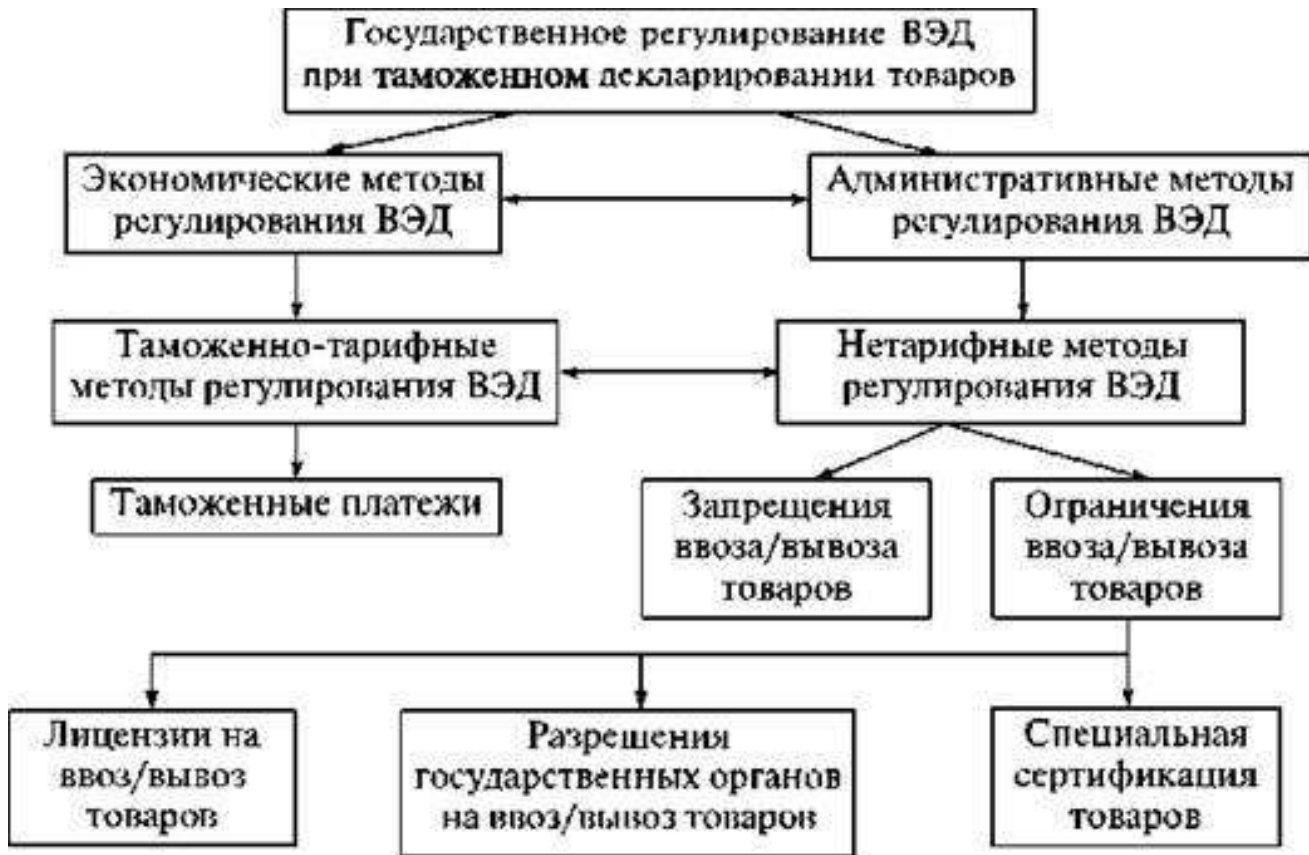 Государственное регулирование ВЭД
при таможенном декларировании товаров
Экономические методы
регулирования ВЭД
Административные методы
регулирования ВЭД
Таможенно-тарифные
методы регулирования ВЭД
Нетарифные методы
регулирования ВЭД
Таможенные платежи
Запрещения
ввоза/вывоза
товаров
Ограничения
ввоза/вывоза
товаров
Лицензии на
ввоз/вывоз
товаров
Разрешения
государственных органов
на ввоз/вывоз товаров
Специальная
сертификация
товаров